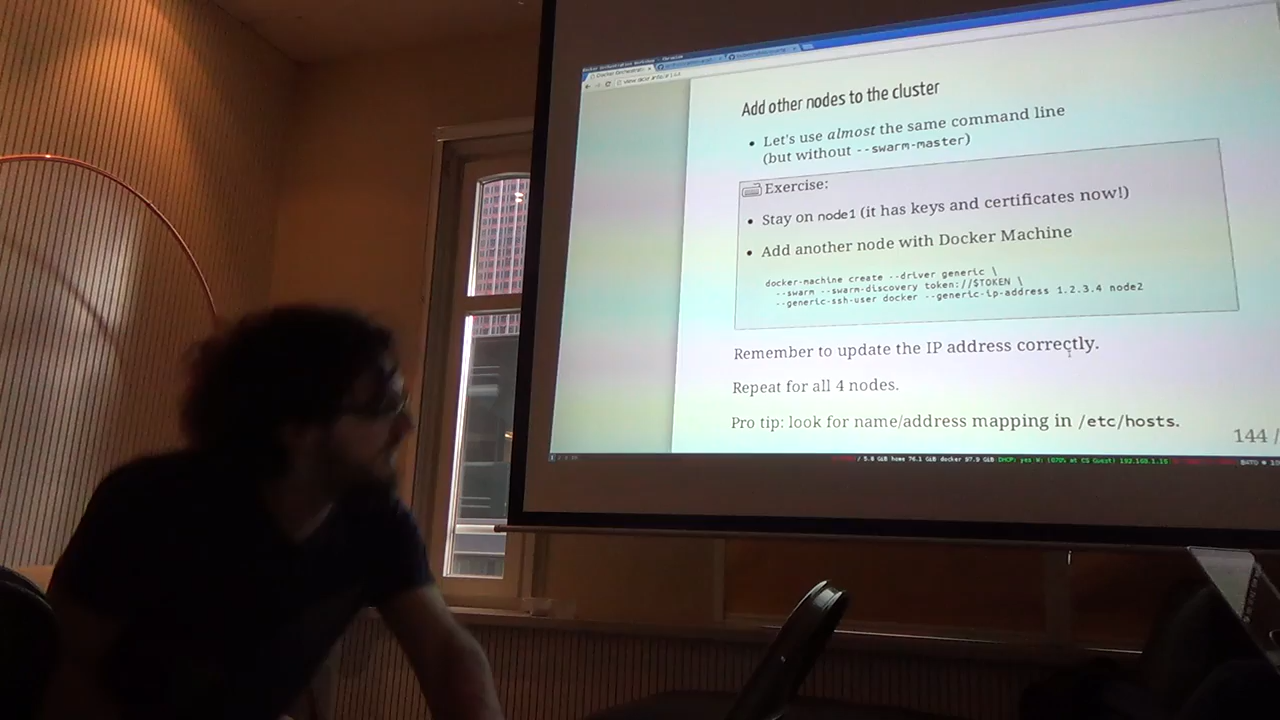 Add other nodes to the cluster
• Let's use almost the same command line
(but without --swarm-master)
Exercise:
• Stay on node1 (it has keys and certificates now!)
• Add another node with Docker Machine
docker-machine create --driver generic \
--swarm --swarm-discovery token://$TOKEN \
--generic-ssh-user docker --generic-ip-address 1.2.3.4 node2
Remember to update the IP address correctly.
Repeat for all 4 nodes.
Pro tip: look for name/address mapping in /etc/hosts.
144 /